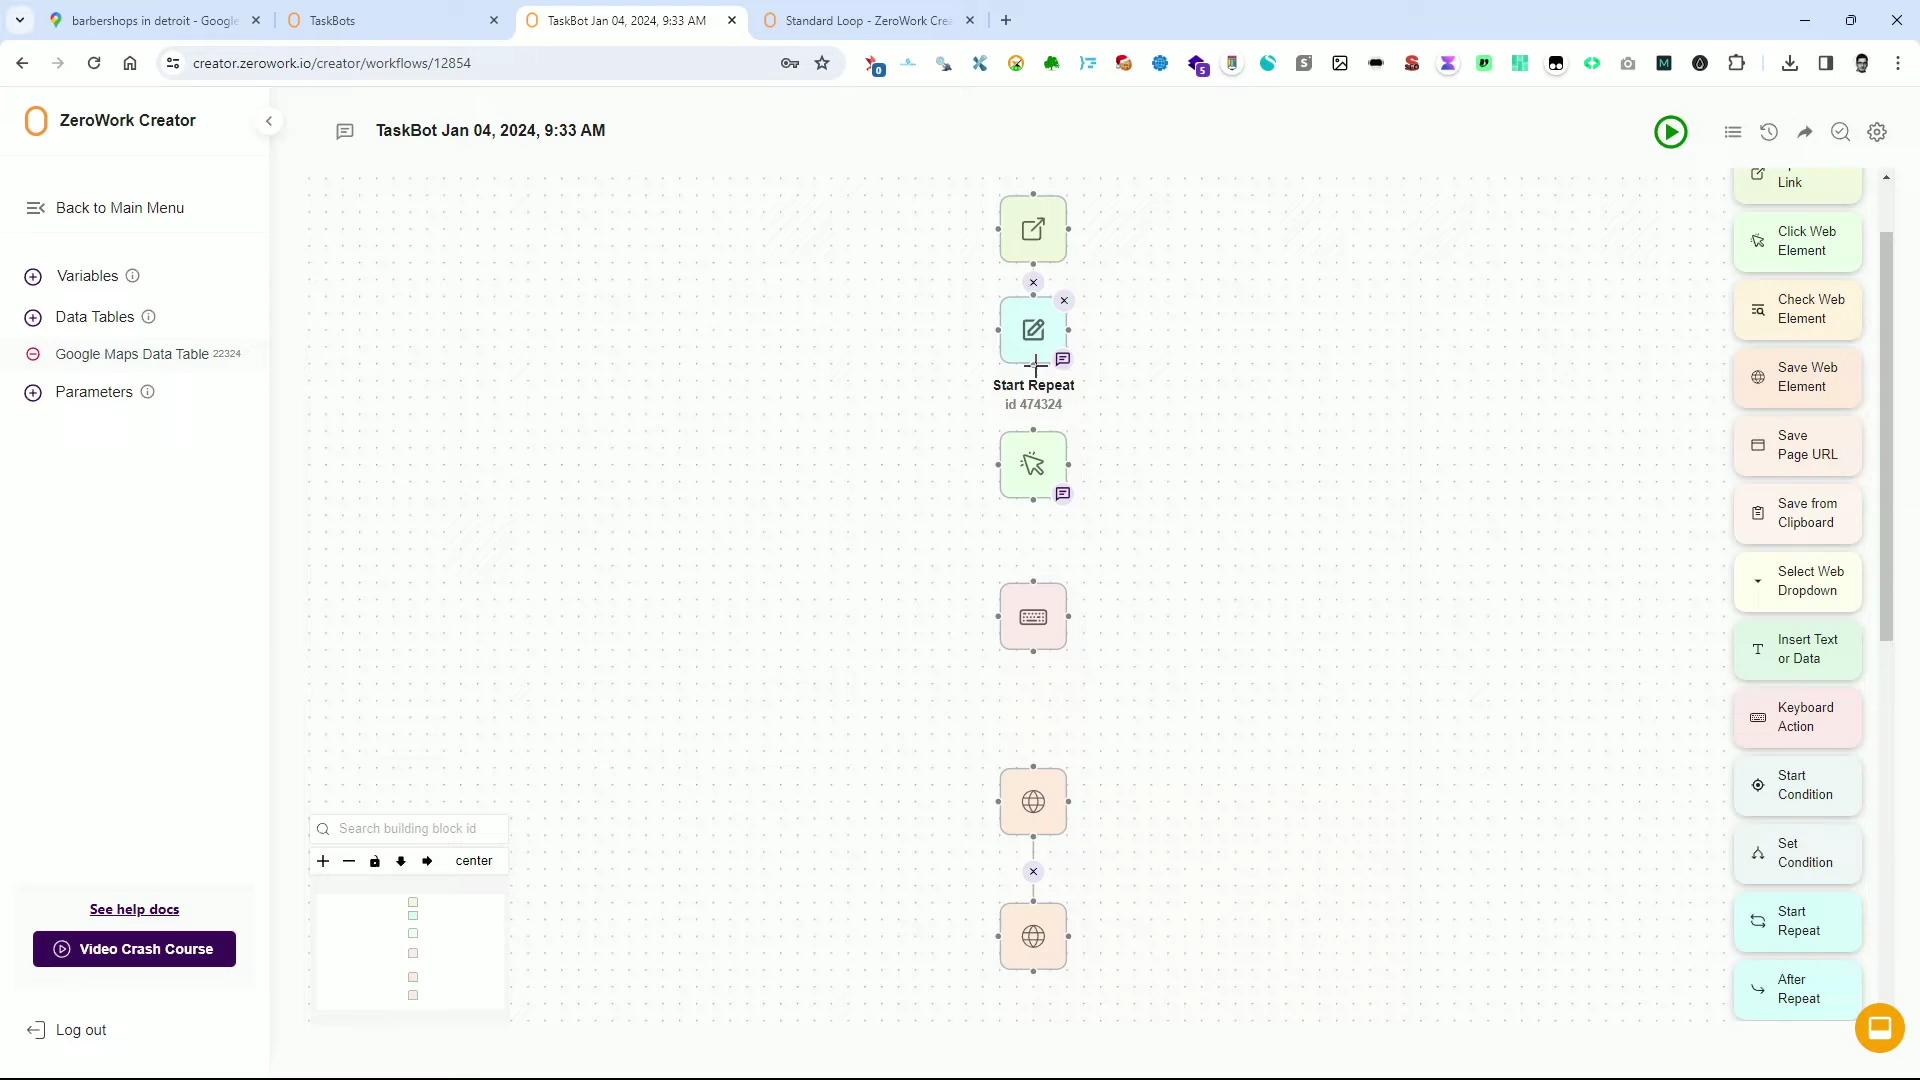 barbershops in detroit - Google
TaskBots
TaskBot Jan 04, 2024, 9:33 AM
Standard Loop - ZeroWork Crea
creator.zerowork.io/creator/workflows/12854
0
5
ZeroWork Creator
TaskBot Jan 04, 2024, 9:33 AM
Back to Main Menu
Variables
Data Tables
Google Maps Data Table 22324
Parameters
Start Repeat
id 474324
Link
Click Web
Element
Check Web
Element
Save Web
Element
Save
Page URL
Save from
Clipboard
Select Web
Dropdown
Insert Text
or Data
Keyboard
Action
Start
Condition
Set
Condition
Start
Repeat
After
Repeat
Search building block id
center
See help docs
Video Crash Course
Log out